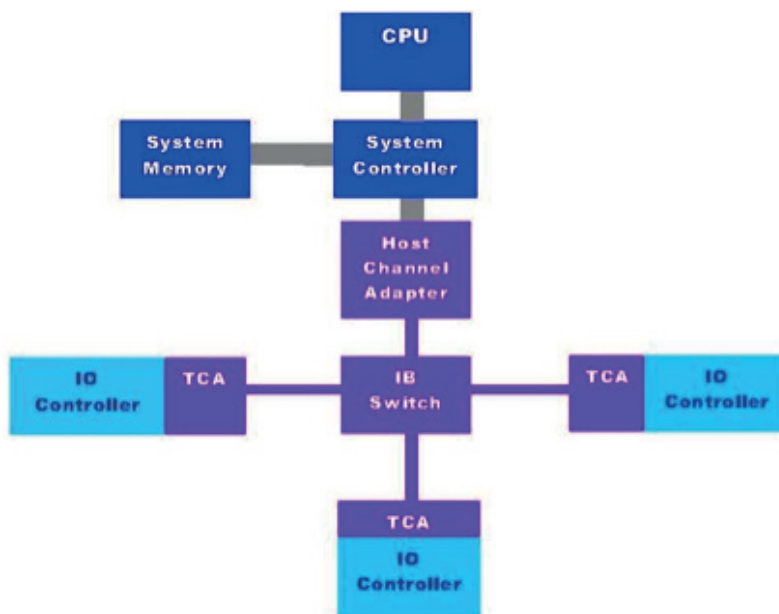 CPU
System
Memory
System
Controller
Host
Channel
Adapter
IO
Controller
TCA
IB
Switch
TCA
IO
Controller
TCA
IO
Controller